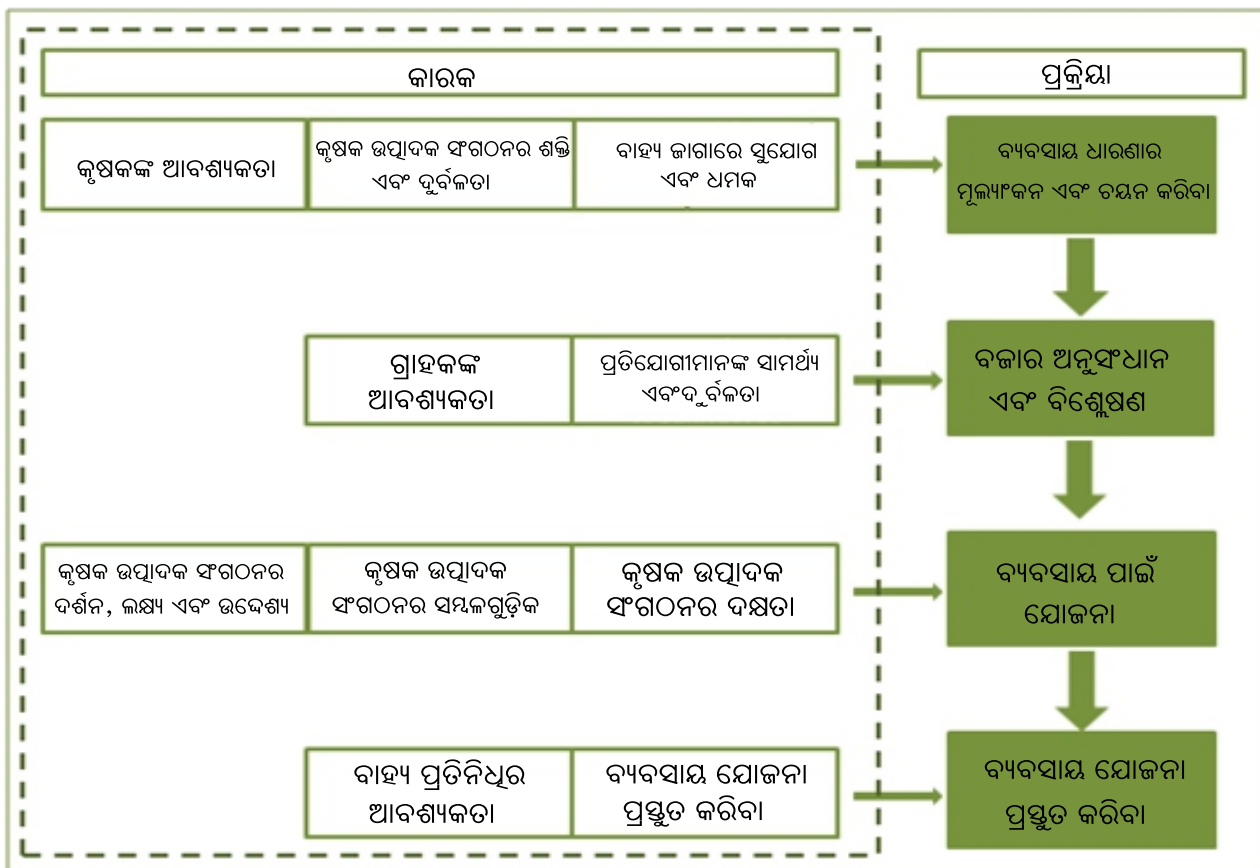 କାରକ
ପ୍ରକ୍ରିୟା
କୃଷକଙ୍କ ଆବଶ୍ୟକତା
କୃଷକ ଉତ୍ପାଦକ ସଂଗଠନର ଶକ୍ତି
ଏବଂ ଦୁର୍ବଳତା
ବାହ୍ୟ ଜାଗାରେ ସୁଯୋଗ
ଏବଂ ଧମକ
ବ୍ୟବସାୟ ଧାରଣାର
ମୂଲ୍ୟାଂକନ ଏବଂ ଚୟନ କରିବା
ଗ୍ରାହକଙ୍କ
ଆବଶ୍ୟକତା
ପ୍ରତିଯୋଗୀମାନଙ୍କ ସାମର୍ଥ୍ୟ
ଏବଂଦୁର୍ବଳତା
ବଜାର ଅନୁସଂଧାନ
ଏବଂ ବିଶ୍ଳେଷଣ
କୃଷକ ଉତ୍ପାଦକ ସଂଗଠନର
ଦର୍ଶନ, ଲକ୍ଷ୍ୟ ଏବଂ ଉଦ୍ଦେଶ୍ୟ
କୃଷକ ଉତ୍ପାଦକ
ସଂଗଠନର ସମ୍ବଳଗୁଡ଼ିକ
କୃଷକ ଉତ୍ପାଦକ
ସଂଗଠନର ଦକ୍ଷତା
ବ୍ୟବସାୟ ପାଇଁ
ଯୋଜନା
ବାହ୍ୟ ପ୍ରତିନିଧିର
ଆବଶ୍ୟକତା
ବ୍ୟବସାୟ ଯୋଜନା
ପ୍ରସ୍ତୁତ କରିବା
ବ୍ୟବସାୟ ଯୋଜନା
ପ୍ରସ୍ତୁତ କରିବା